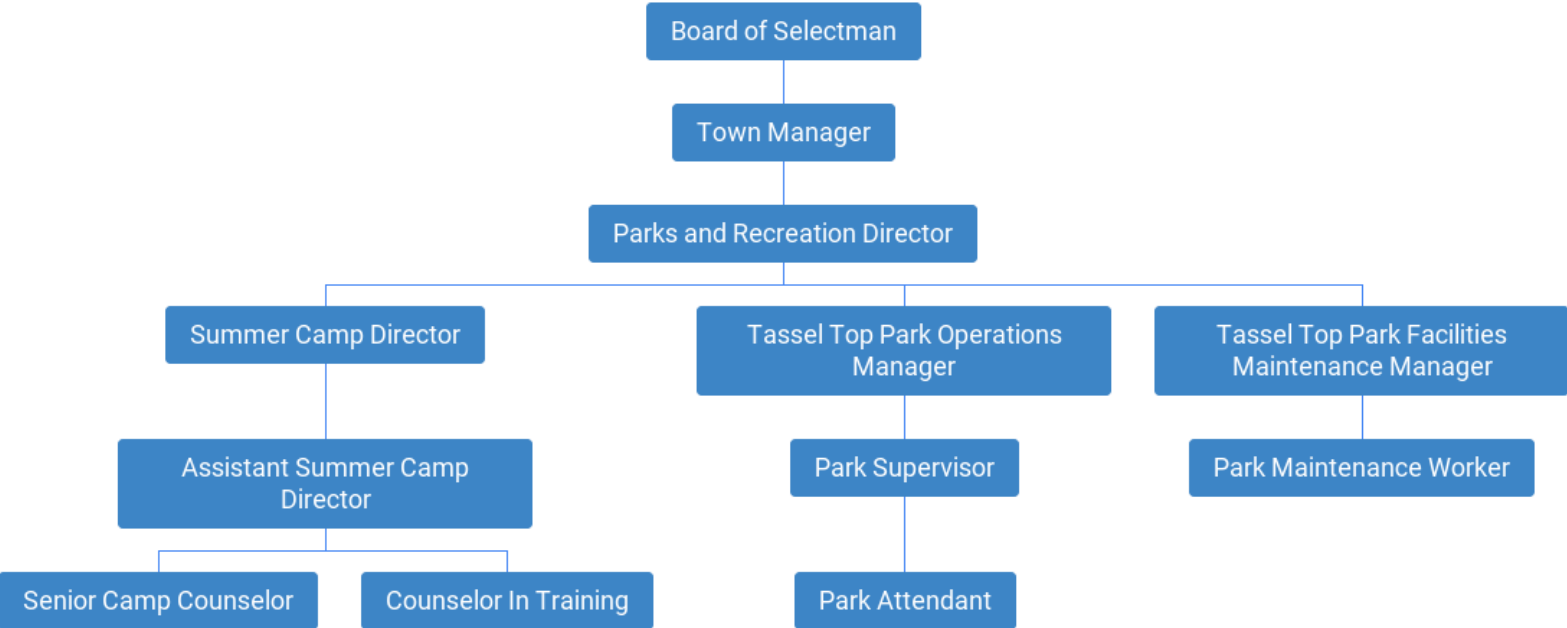 Board of Selectman
Town Manager
Parks and Recreation Director
Summer Camp Director
Tassel Top Park Operations
Manager
Tassel Top Park Facilities
Maintenance Manager
Assistant Summer Camp
Director
Park Supervisor
Park Maintenance Worker
Senior Camp Counselor
Counselor In Training
Park Attendant